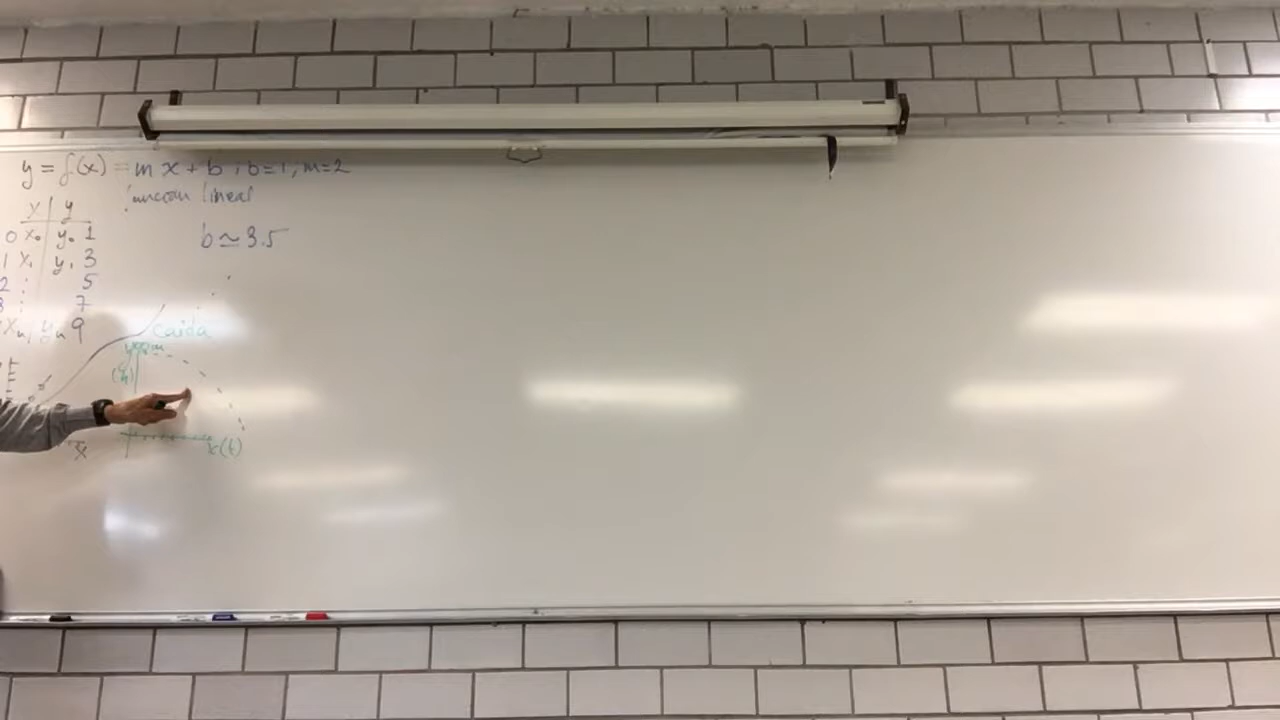 y = f(x) = m x + b ; b=1, m=2
función lineal
x | y
0 x₀ y₀ 1
1 x₁ y₁ 3
2 : 5
3 : 7
xₙ yₙ 9
b ≃ 3.5
caída
x(t)
x